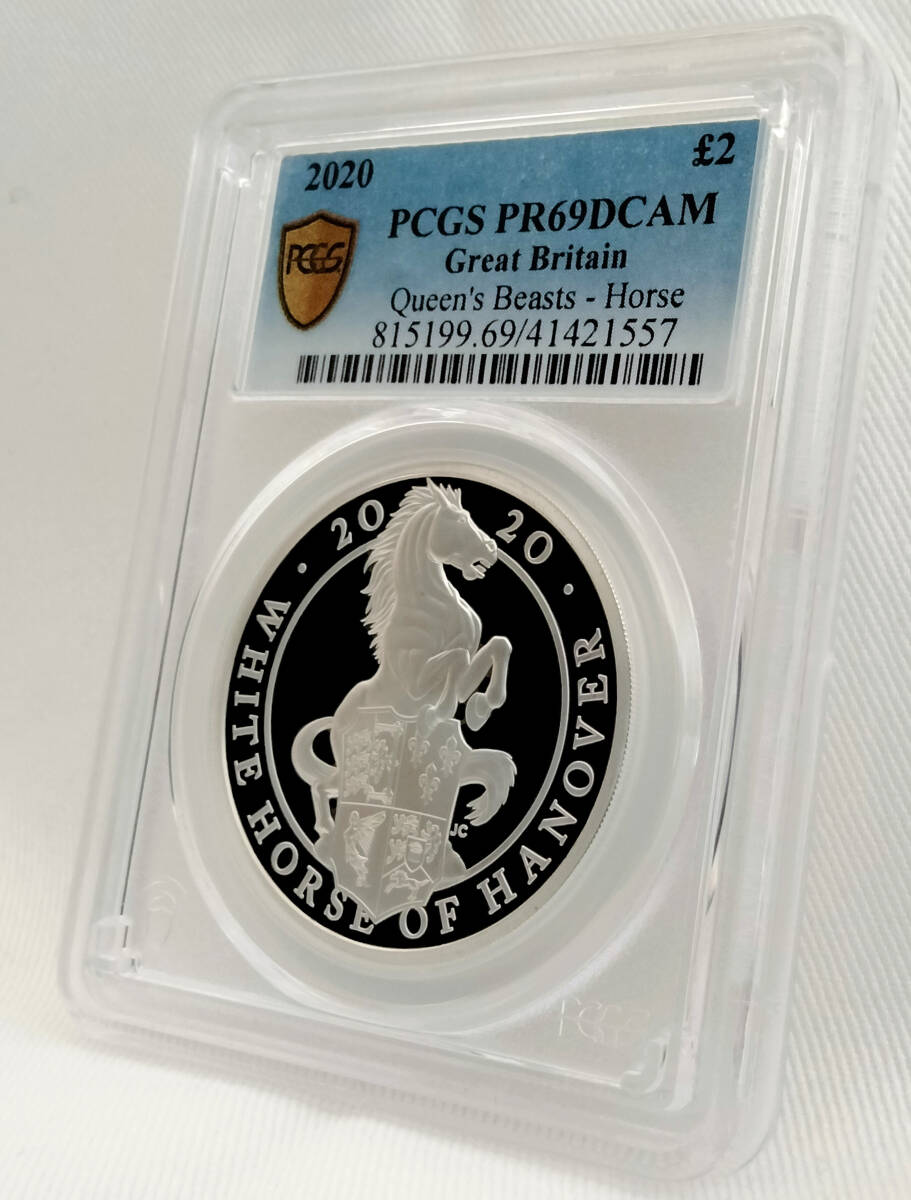 2020 £2
PCGS PR69DCAM
PCGS
Great Britain
Queen's Beasts - Horse
815199.69/41421557
· 20 20 ·
WHITE HORSE OF HANOVER
JC
PCGS